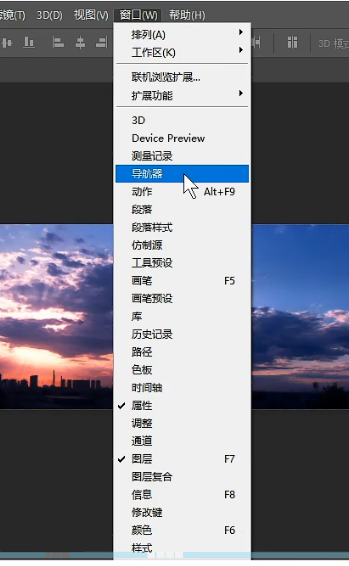 滤镜(T) 3D(D) 视图(V) 窗口(W) 帮助(H)
排列(A)
工作区(K)
3D 模式
联机浏览扩展...
扩展功能
3D
Device Preview
测量记录
导航器
动作 Alt+F9
段落
段落样式
仿制源
工具预设
画笔 F5
画笔预设
库
历史记录
路径
色板
时间轴
属性
调整
通道
图层 F7
图层复合
信息 F8
修改键
颜色 F6
样式